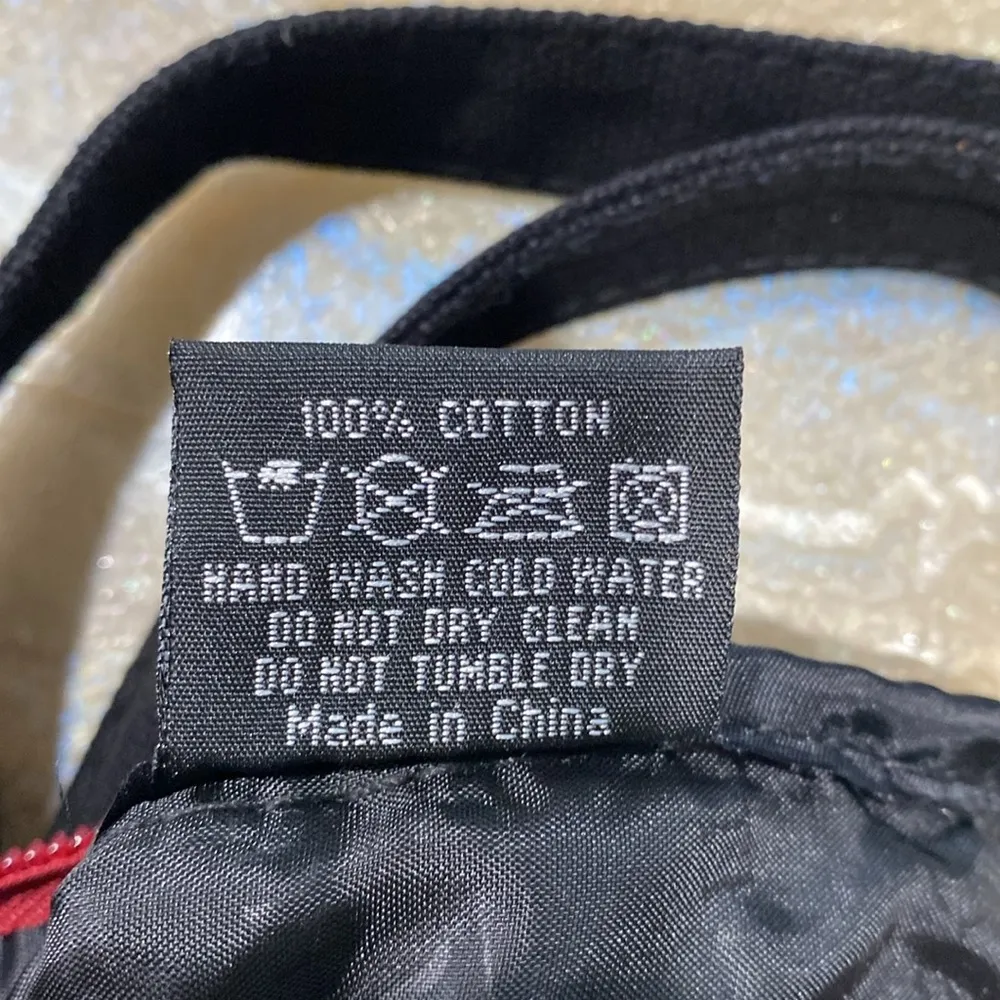 100% COTTON
HAND WASH COLD WATER
DO NOT DRY CLEAN
DO NOT TUMBLE DRY
Made in China